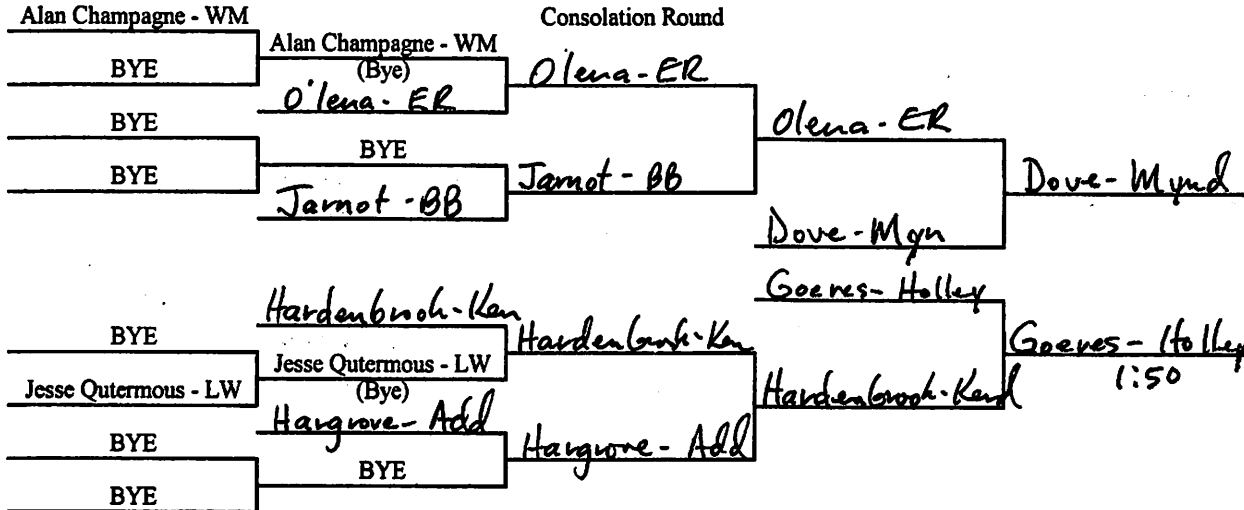 Alan Champagne - WM
Consolation Round
Alan Champagne - WM
BYE
(Bye)
Olena - ER
O'lena - ER
Olena - ER
BYE
BYE
BYE
Jarnot - BB
Dove - Mynd
Jarnot - BB
Dove - Myn
Goeres - Holley
Hardenbrook - Ken
BYE
Hardenbrook - Ken
Goeres - Holley
Jesse Qutermous - LW
1:50
Jesse Qutermous - LW
(Bye)
Hardenbrook - Kend
Hargrove - Add
BYE
Hargrove - Add
BYE
BYE